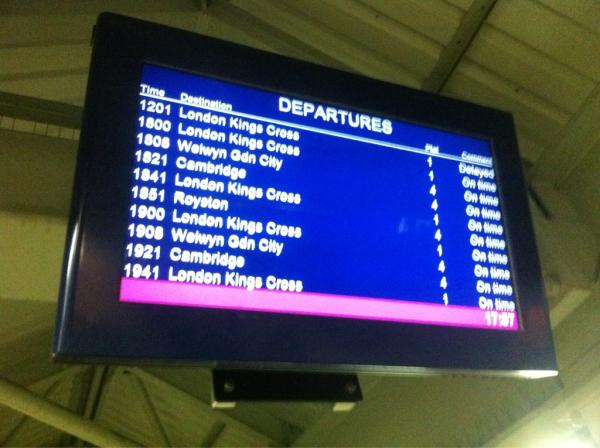 DEPARTURES
Time Destination Plat Comment
1201 London Kings Cross 1 Delayed
1800 London Kings Cross 1 On time
1808 Welwyn Gdn City 4 On time
1821 Cambridge 4 On time
1841 London Kings Cross 1 On time
1851 Royston 4 On time
1900 London Kings Cross 1 On time
1908 Welwyn Gdn City 4 On time
1921 Cambridge 4 On time
1941 London Kings Cross 1 On time
17:57